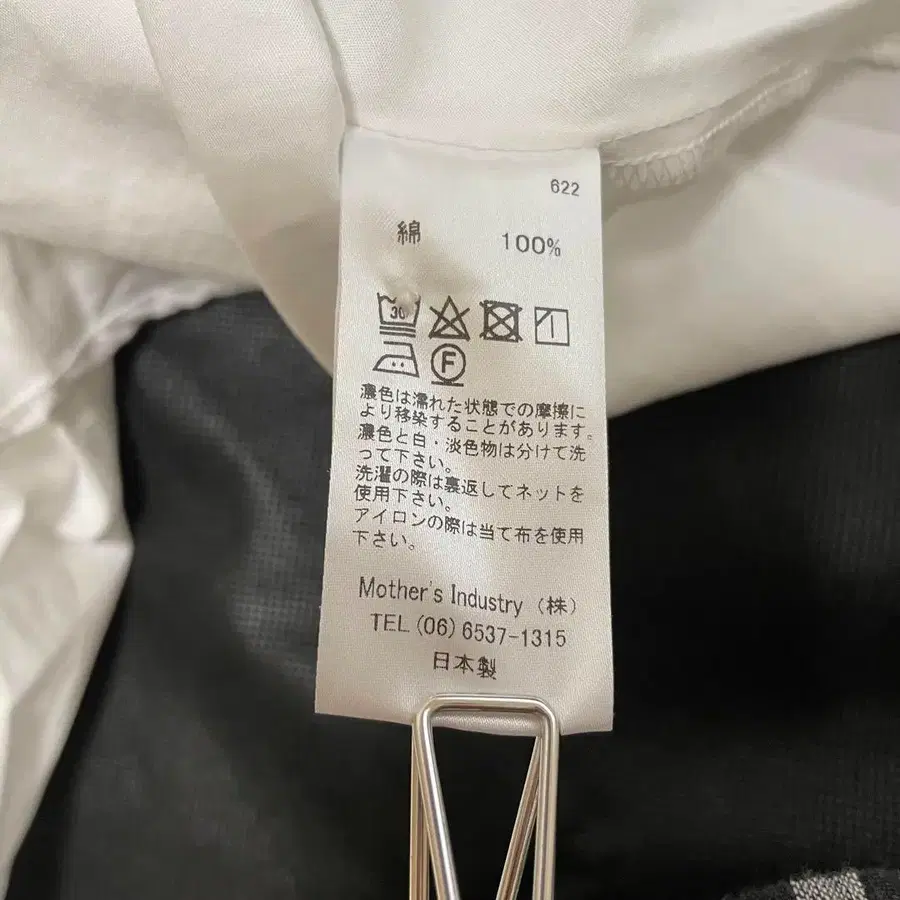 622
綿 100%
30
F
濃色は濡れた状態での摩擦に
より移染することがあります。
濃色と白・淡色物は分けて洗
って下さい。
洗濯の際は裏返してネットを
使用下さい。
アイロンの際は当て布を使用
下さい。
Mother's Industry (株)
TEL (06) 6537-1315
日本製